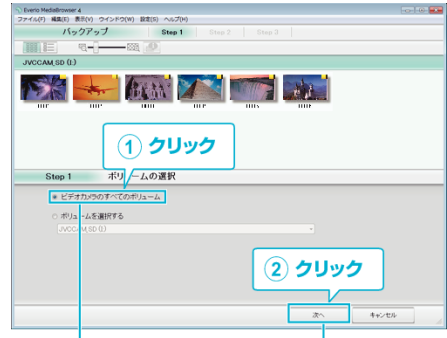 Everio MediaBrowser 4
ファイル(F) 編集(E) 表示(V) ウインドウ(W) 設定(S) ヘルプ(H)
バックアップ Step 1 Step 2 Step 3
JVCCAM_SD (I:)
① クリック
Step 1 ボリュームの選択
ビデオカメラのすべてのボリューム
ボリュームを選択する
JVCCAM_SD (I:)
② クリック
次へ キャンセル